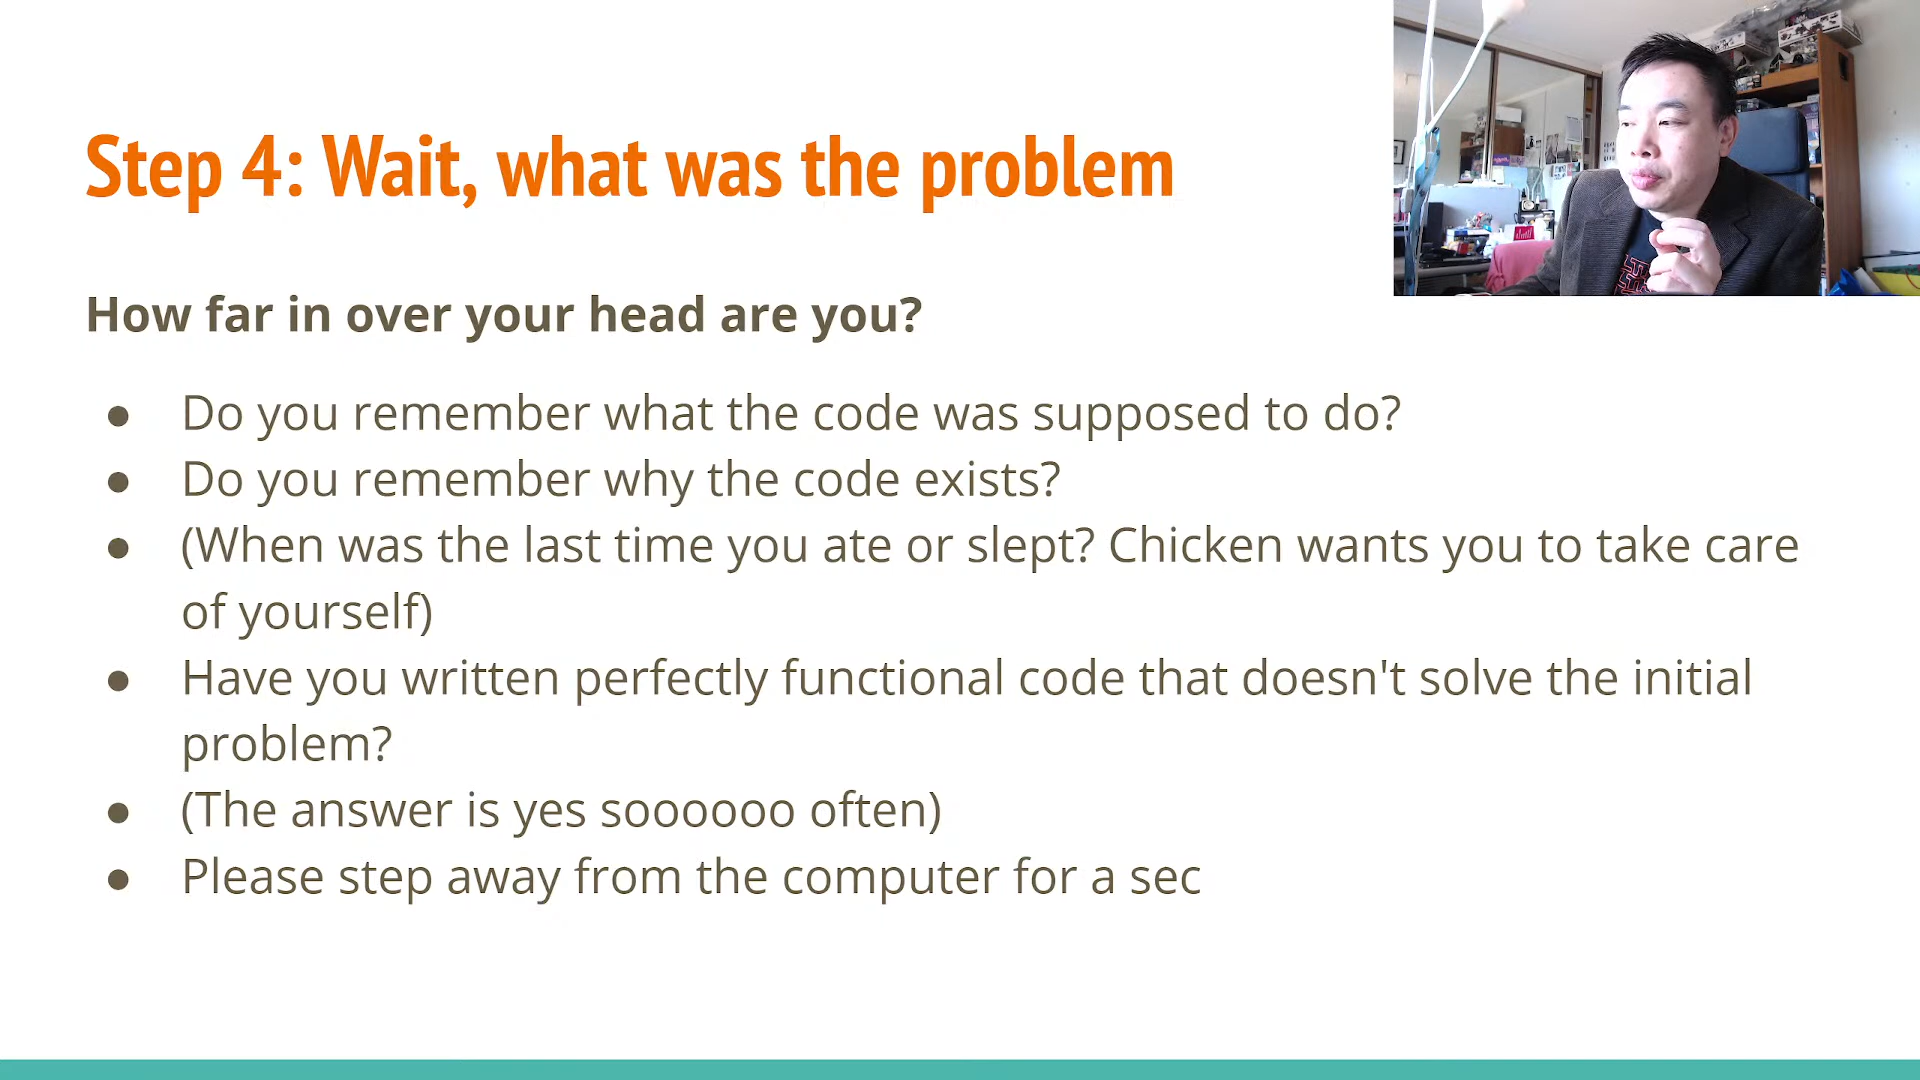 Step 4: Wait, what was the problem
How far in over your head are you?
● Do you remember what the code was supposed to do?
● Do you remember why the code exists?
● (When was the last time you ate or slept? Chicken wants you to take care
of yourself)
● Have you written perfectly functional code that doesn't solve the initial
problem?
● (The answer is yes soooooo often)
● Please step away from the computer for a sec